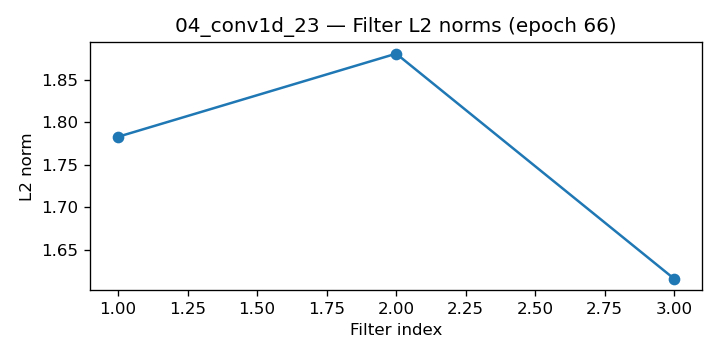 04_conv1d_23 — Filter L2 norms (epoch 66)
L2 norm
1.85
1.80
1.75
1.70
1.65
1.00 1.25 1.50 1.75 2.00 2.25 2.50 2.75 3.00
Filter index